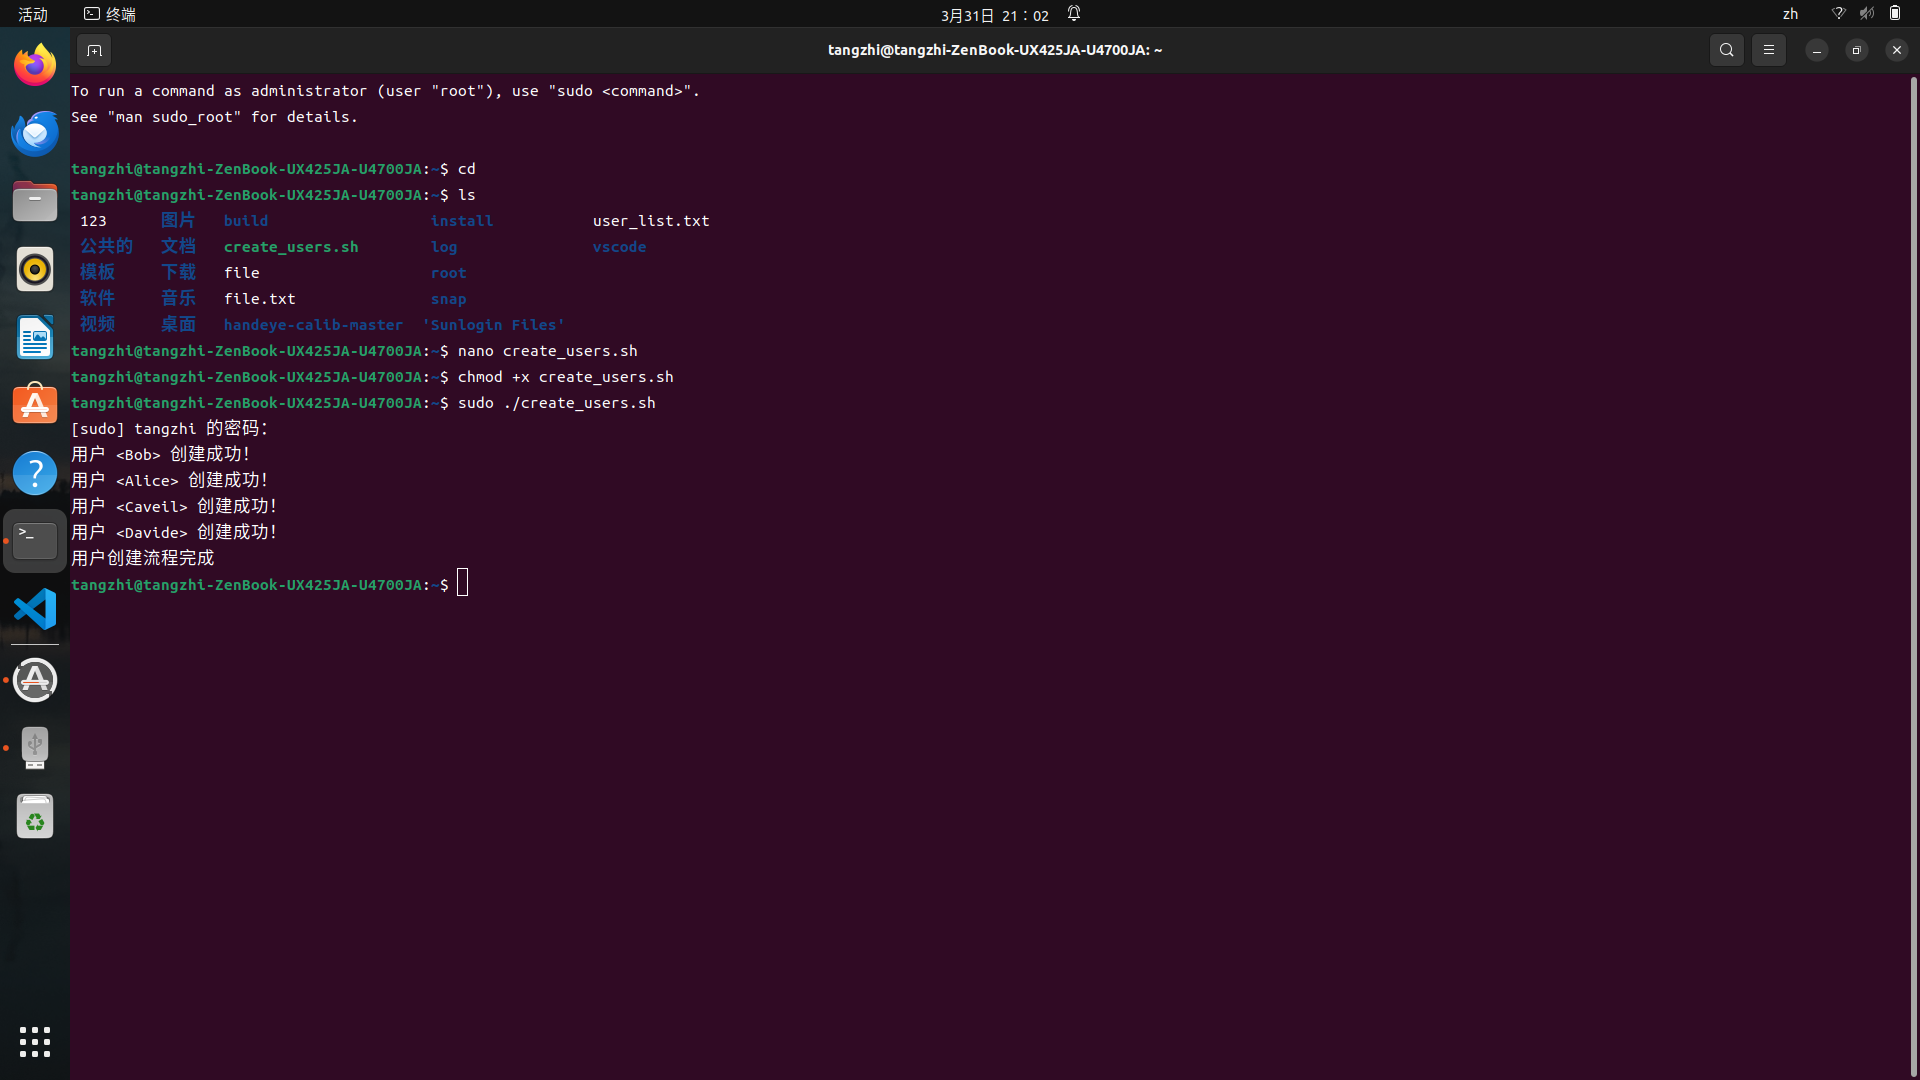 活动 终端 3月31日 21：02 zh
tangzhi@tangzhi-ZenBook-UX425JA-U4700JA: ~
To run a command as administrator (user "root"), use "sudo <command>".
See "man sudo_root" for details.
tangzhi@tangzhi-ZenBook-UX425JA-U4700JA:~$ cd
tangzhi@tangzhi-ZenBook-UX425JA-U4700JA:~$ ls
123 图片 build install user_list.txt
公共的 文档 create_users.sh log vscode
模板 下载 file root
软件 音乐 file.txt snap
视频 桌面 handeye-calib-master 'Sunlogin Files'
tangzhi@tangzhi-ZenBook-UX425JA-U4700JA:~$ nano create_users.sh
tangzhi@tangzhi-ZenBook-UX425JA-U4700JA:~$ chmod +x create_users.sh
tangzhi@tangzhi-ZenBook-UX425JA-U4700JA:~$ sudo ./create_users.sh
[sudo] tangzhi 的密码：
用户 <Bob> 创建成功！
用户 <Alice> 创建成功！
用户 <Caveil> 创建成功！
用户 <Davide> 创建成功！
用户创建流程完成
tangzhi@tangzhi-ZenBook-UX425JA-U4700JA:~$